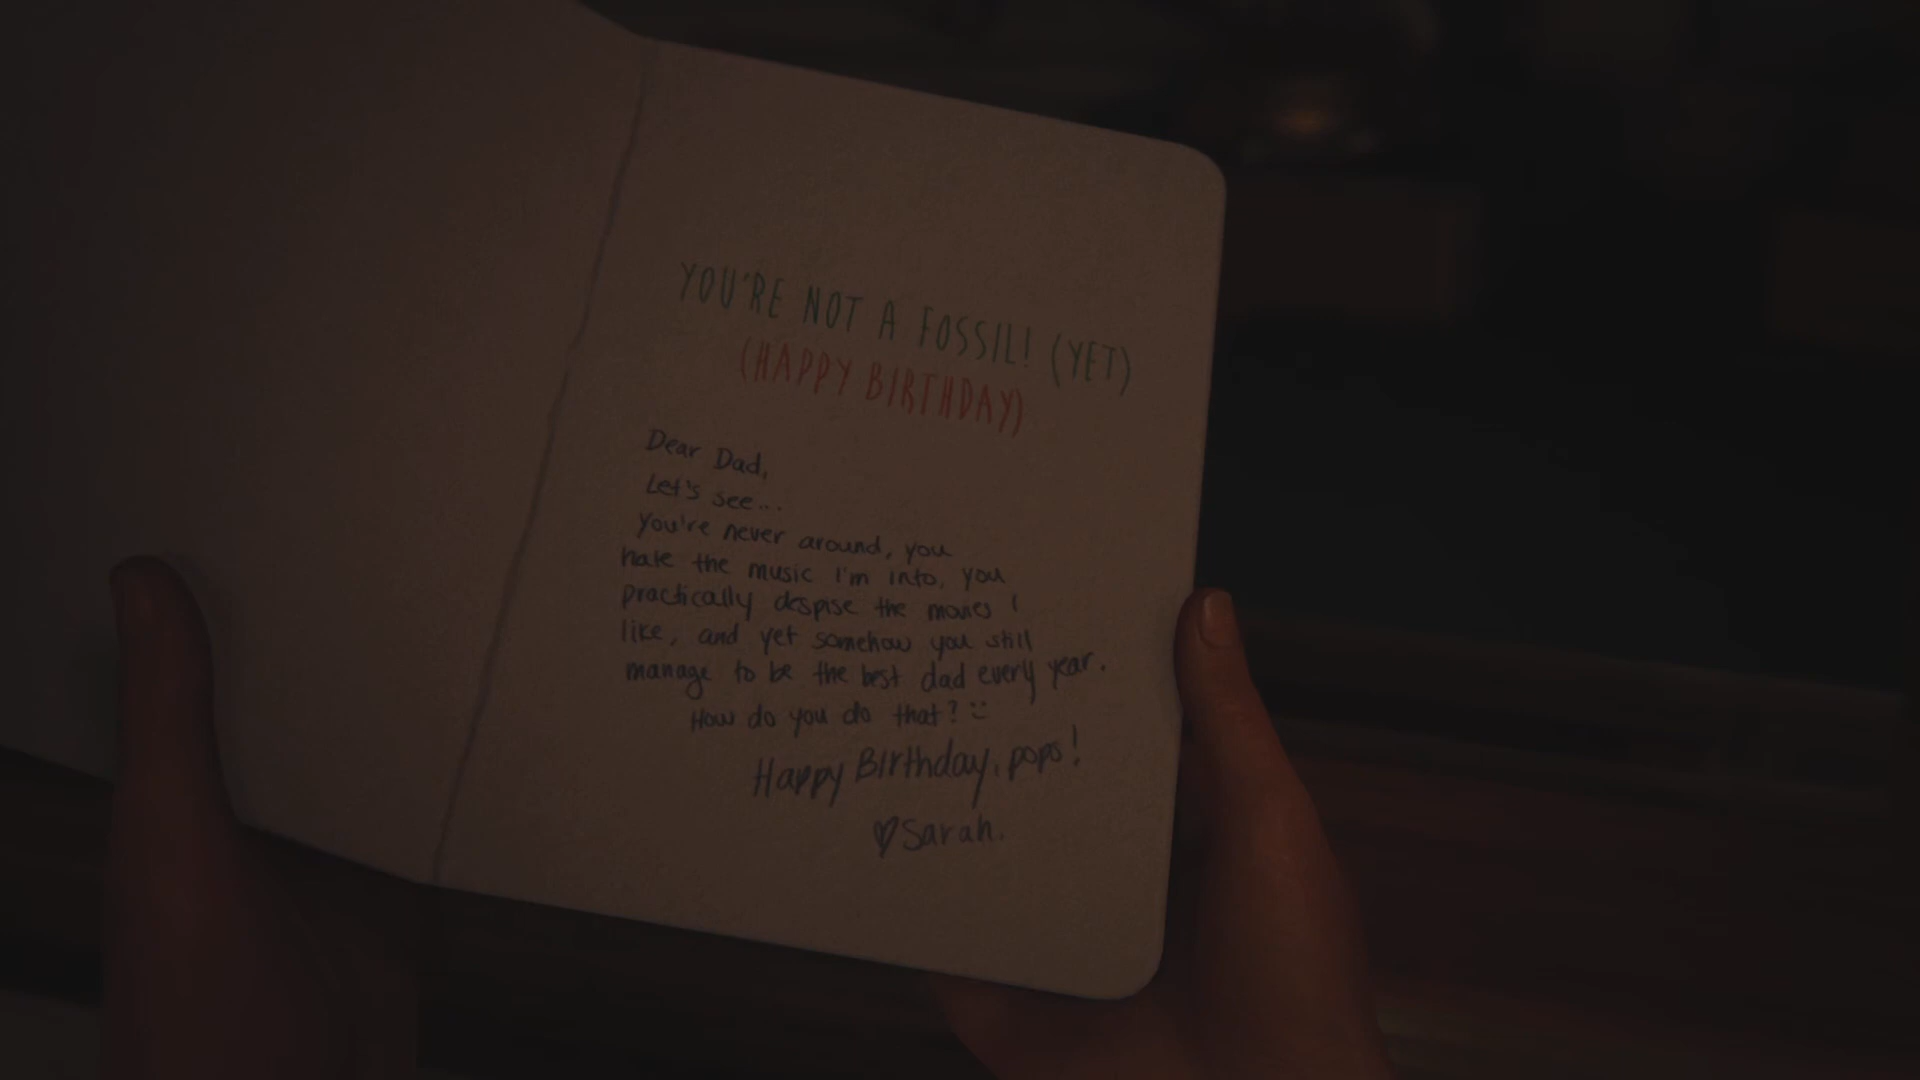 YOU'RE NOT A FOSSIL! (YET)
(HAPPY BIRTHDAY)
Dear Dad,
Let's see...
You're never around, you
hate the music I'm into, you
practically despise the movies I
like, and yet somehow you still
manage to be the best dad every year.
How do you do that? :)
Happy Birthday, pops!
♡ Sarah.